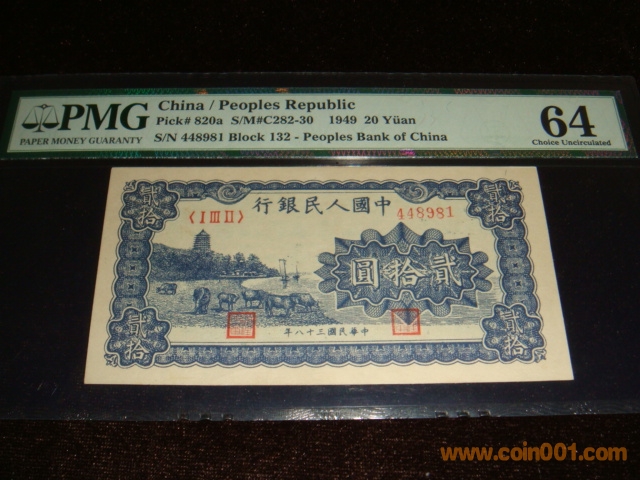 PMG
PAPER MONEY GUARANTY
China / Peoples Republic
Pick# 820a S/M#C282-30 1949 20 Yüan
S/N 448981 Block 132 - Peoples Bank of China
64
Choice Uncirculated
行銀民人國中
〈I III II〉
448981
貳拾
貳拾
圓拾貳
貳拾
貳拾
年八十三國民華中
www.coin001.com